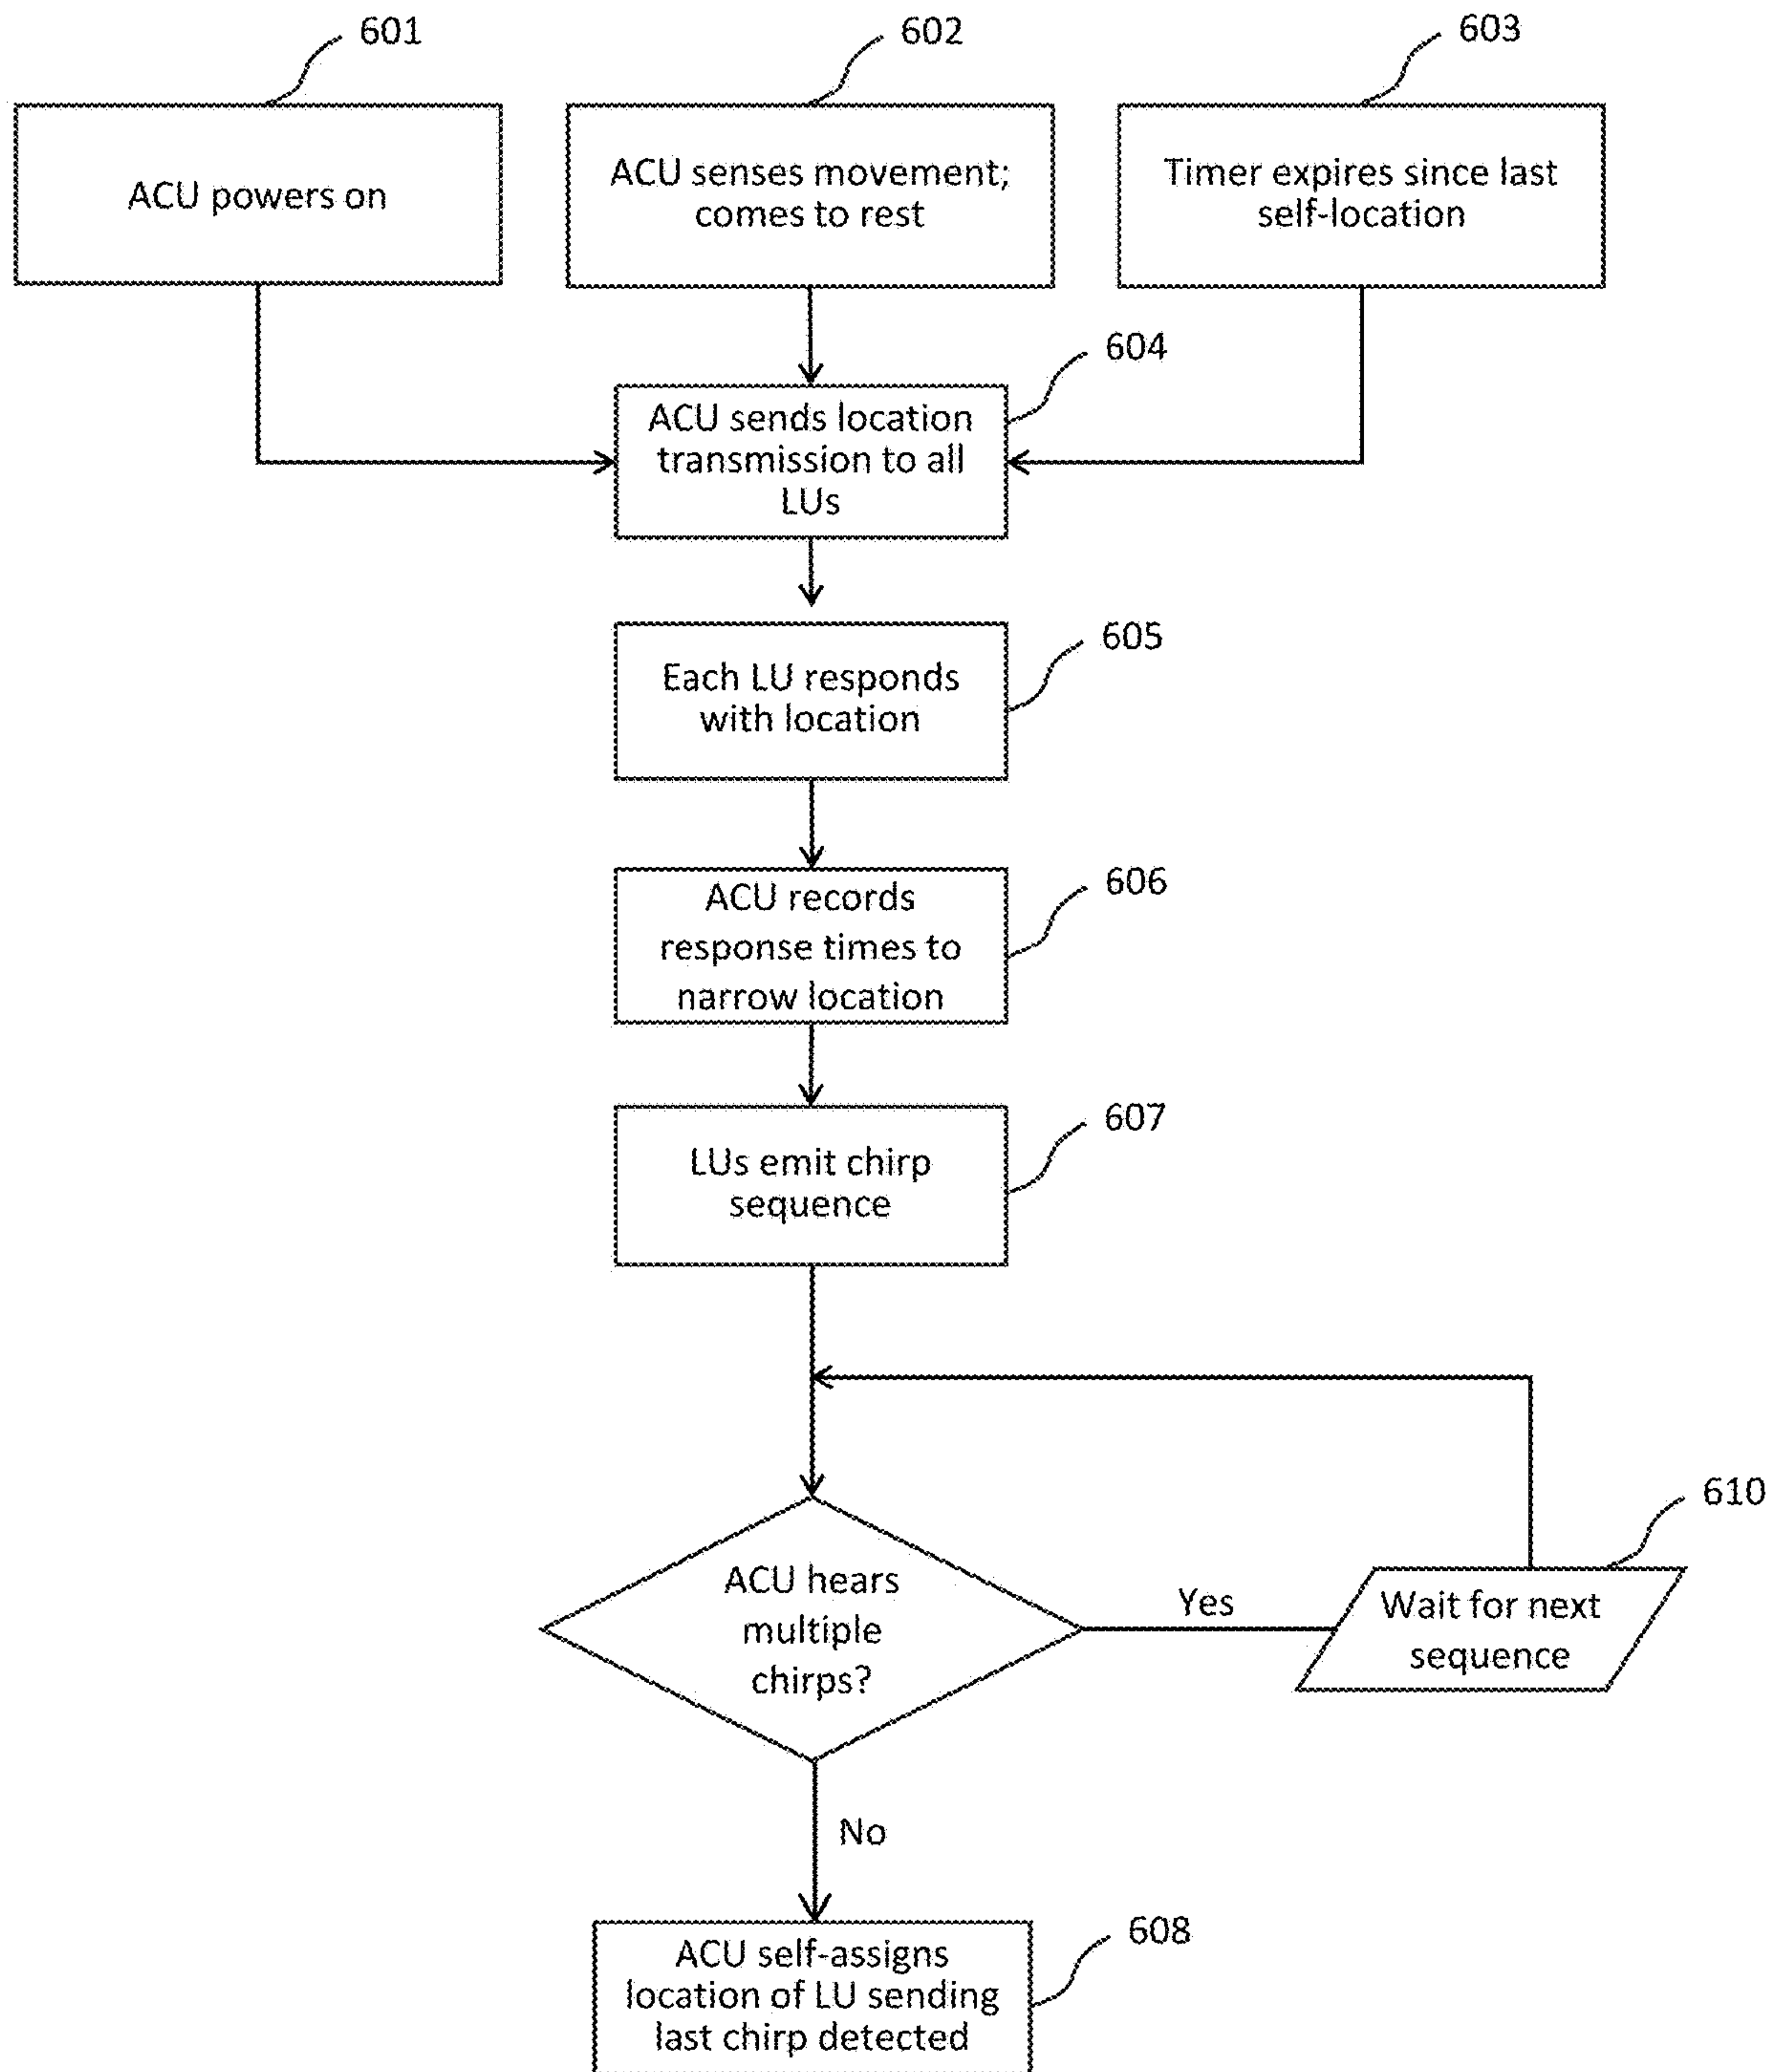 601
602
603
ACU powers on
ACU senses movement;
comes to rest
Timer expires since last
self-location
604
ACU sends location
transmission to all
LUs
605
Each LU responds
with location
606
ACU records
response times to
narrow location
607
LUs emit chirp
sequence
610
ACU hears
multiple
chirps?
Yes
Wait for next
sequence
No
608
ACU self-assigns
location of LU sending
last chirp detected